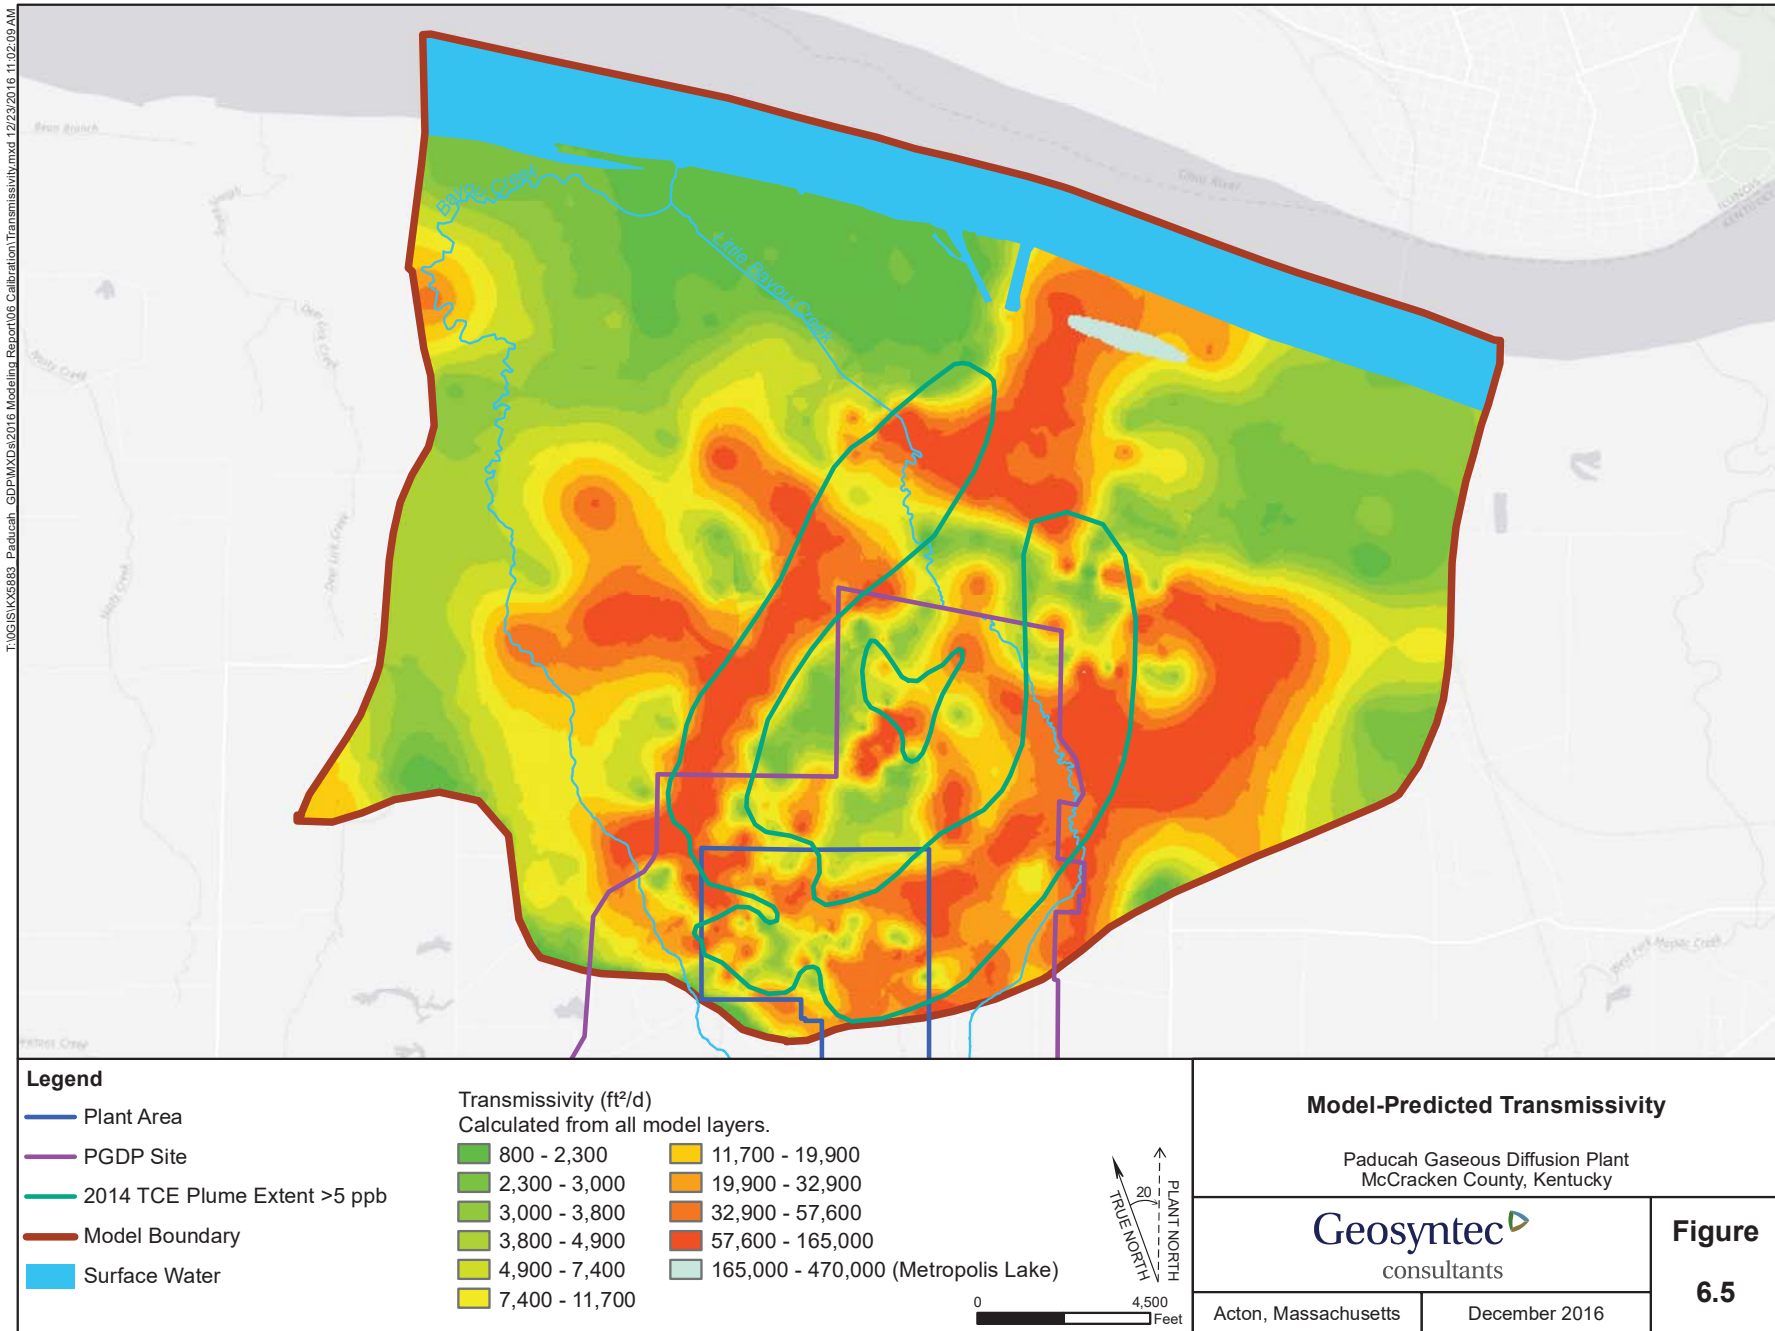 T:\0GIS\KX5883_Paducah_GDP\MXDs\2016 Modeling Report\06 Calibration\Transmissivity.mxd 12/23/2016 11:02:09 AM
Bayou Creek
Little Bayou Creek
Ohio River
ILLINOIS
KENTUCKY
Legend
Plant Area
PGDP Site
2014 TCE Plume Extent >5 ppb
Model Boundary
Surface Water
Transmissivity (ft²/d)
Calculated from all model layers.
800 - 2,300
2,300 - 3,000
3,000 - 3,800
3,800 - 4,900
4,900 - 7,400
7,400 - 11,700
11,700 - 19,900
19,900 - 32,900
32,900 - 57,600
57,600 - 165,000
165,000 - 470,000 (Metropolis Lake)
20
TRUE NORTH
PLANT NORTH
0 4,500
Feet
Model-Predicted Transmissivity
Paducah Gaseous Diffusion Plant
McCracken County, Kentucky
Geosyntec
consultants
Figure
6.5
Acton, Massachusetts
December 2016